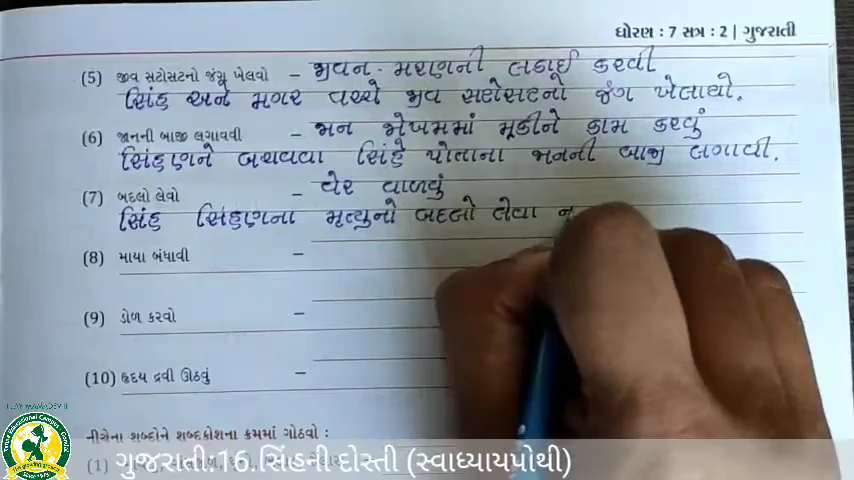 ધોરણ : 7 સત્ર : 2 | ગુજરાતી
(5) જીવ સટોસટનો જંગ ખેલવો – જીવન - મરણની લડાઈ કરવી
સિંહ અને મગર વચ્ચે જીવ સટોસટનો જંગ ખેલાયો.
(6) જાનની બાજી લગાવવી – જાન જોખમમાં મૂકીને કામ કરવું
સિંહણને બચાવવા સિંહે પોતાના જાનની બાજી લગાવી.
(7) બદલો લેવો – વેર વાળવું
સિંહ સિંહણના મૃત્યુનો બદલો લેવા ન
(8) માયા બંધાવી –
(9) ડોળ કરવો –
(10) હૃદય દ્રવી ઊઠવું –
નીચેના શબ્દોને શબ્દકોશના ક્રમમાં ગોઠવો :
(1)
ગુજરાતી:16.સિંહની દોસ્તી (સ્વાધ્યાયપોથી)